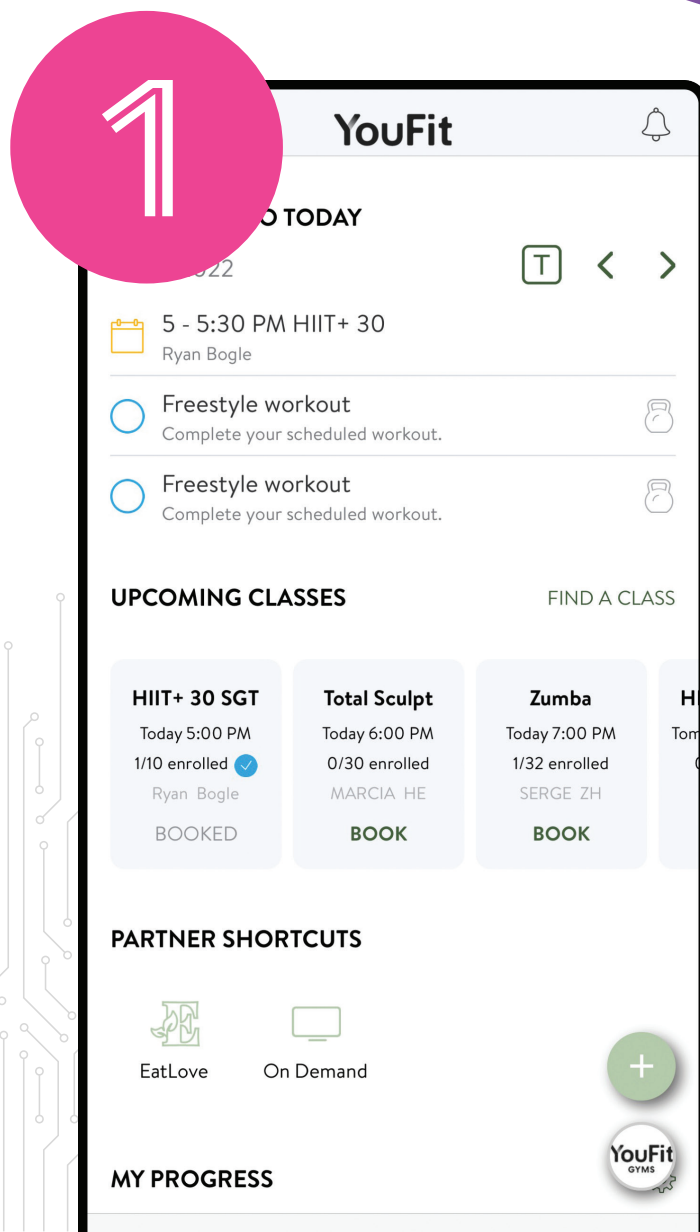 1
YouFit
TODAY
T
5 - 5:30 PM HIIT+ 30
Ryan Bogle
Freestyle workout
Complete your scheduled workout.
Freestyle workout
Complete your scheduled workout.
UPCOMING CLASSES
FIND A CLASS
HIIT+ 30 SGT
Today 5:00 PM
1/10 enrolled
Ryan Bogle
BOOKED
Total Sculpt
Today 6:00 PM
0/30 enrolled
MARCIA HE
BOOK
Zumba
Today 7:00 PM
1/32 enrolled
SERGE ZH
BOOK
PARTNER SHORTCUTS
EatLove
On Demand
MY PROGRESS
YouFit
GYMS